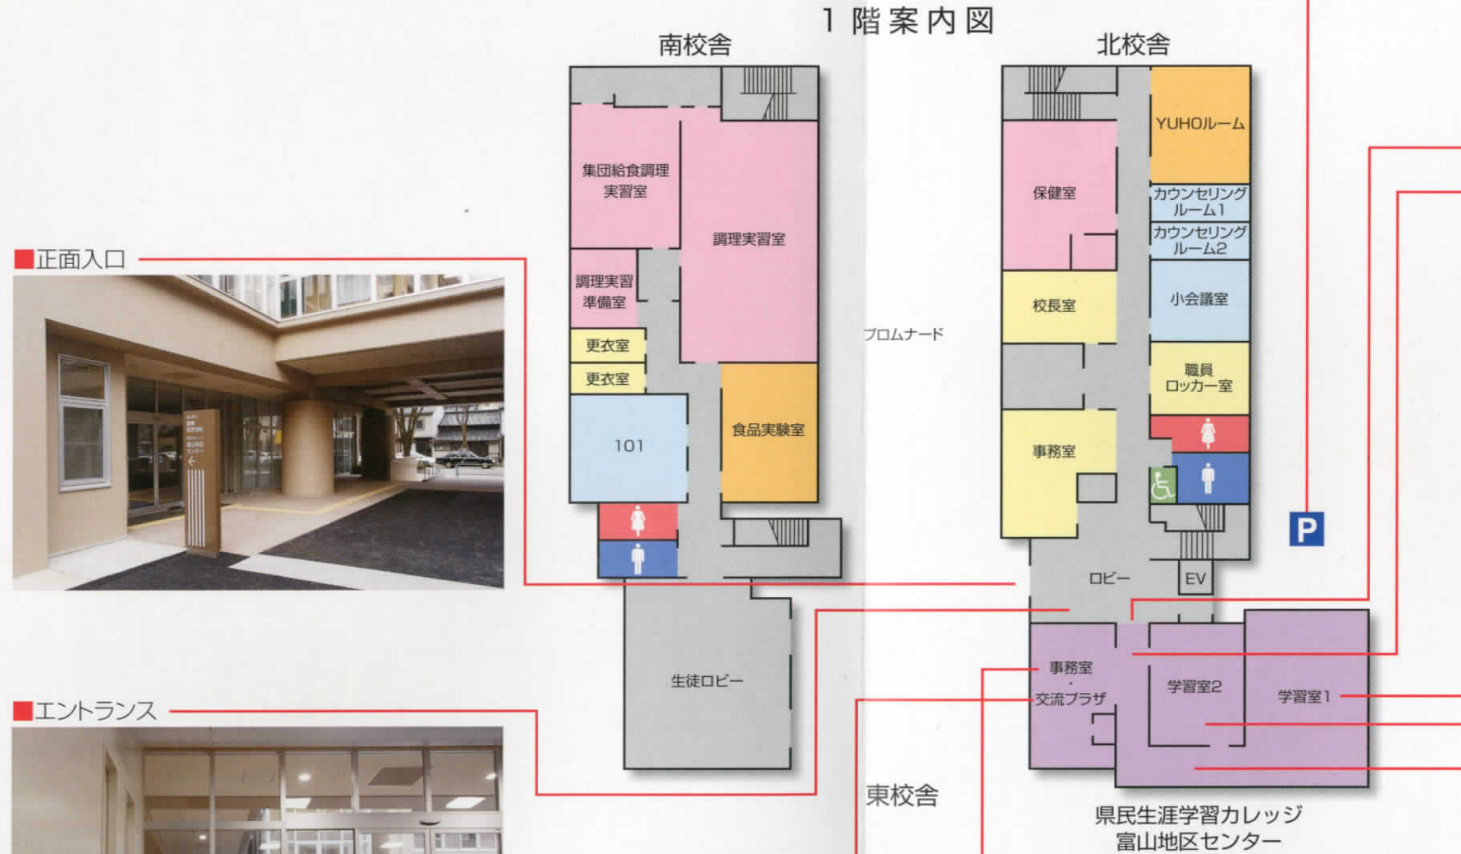 1階案内図
南校舎
北校舎
YUHOルーム
集団給食調理
実習室
保健室
カウンセリング
ルーム1
カウンセリング
ルーム2
調理実習室
■正面入口
調理実習
準備室
校長室
小会議室
プロムナード
更衣室
更衣室
職員
ロッカー室
101
食品実験室
事務室
P
ロビー
EV
生徒ロビー
事務室
・
交流プラザ
学習室2
学習室1
■エントランス
東校舎
県民生涯学習カレッジ
富山地区センター